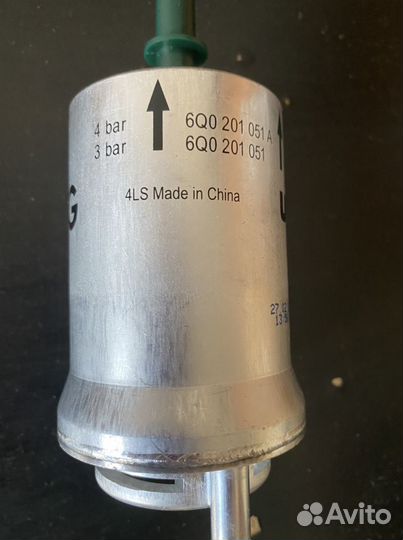 4 bar 6Q0 201 051 A
3 bar 6Q0 201 051
4LS Made in China
G
Avito